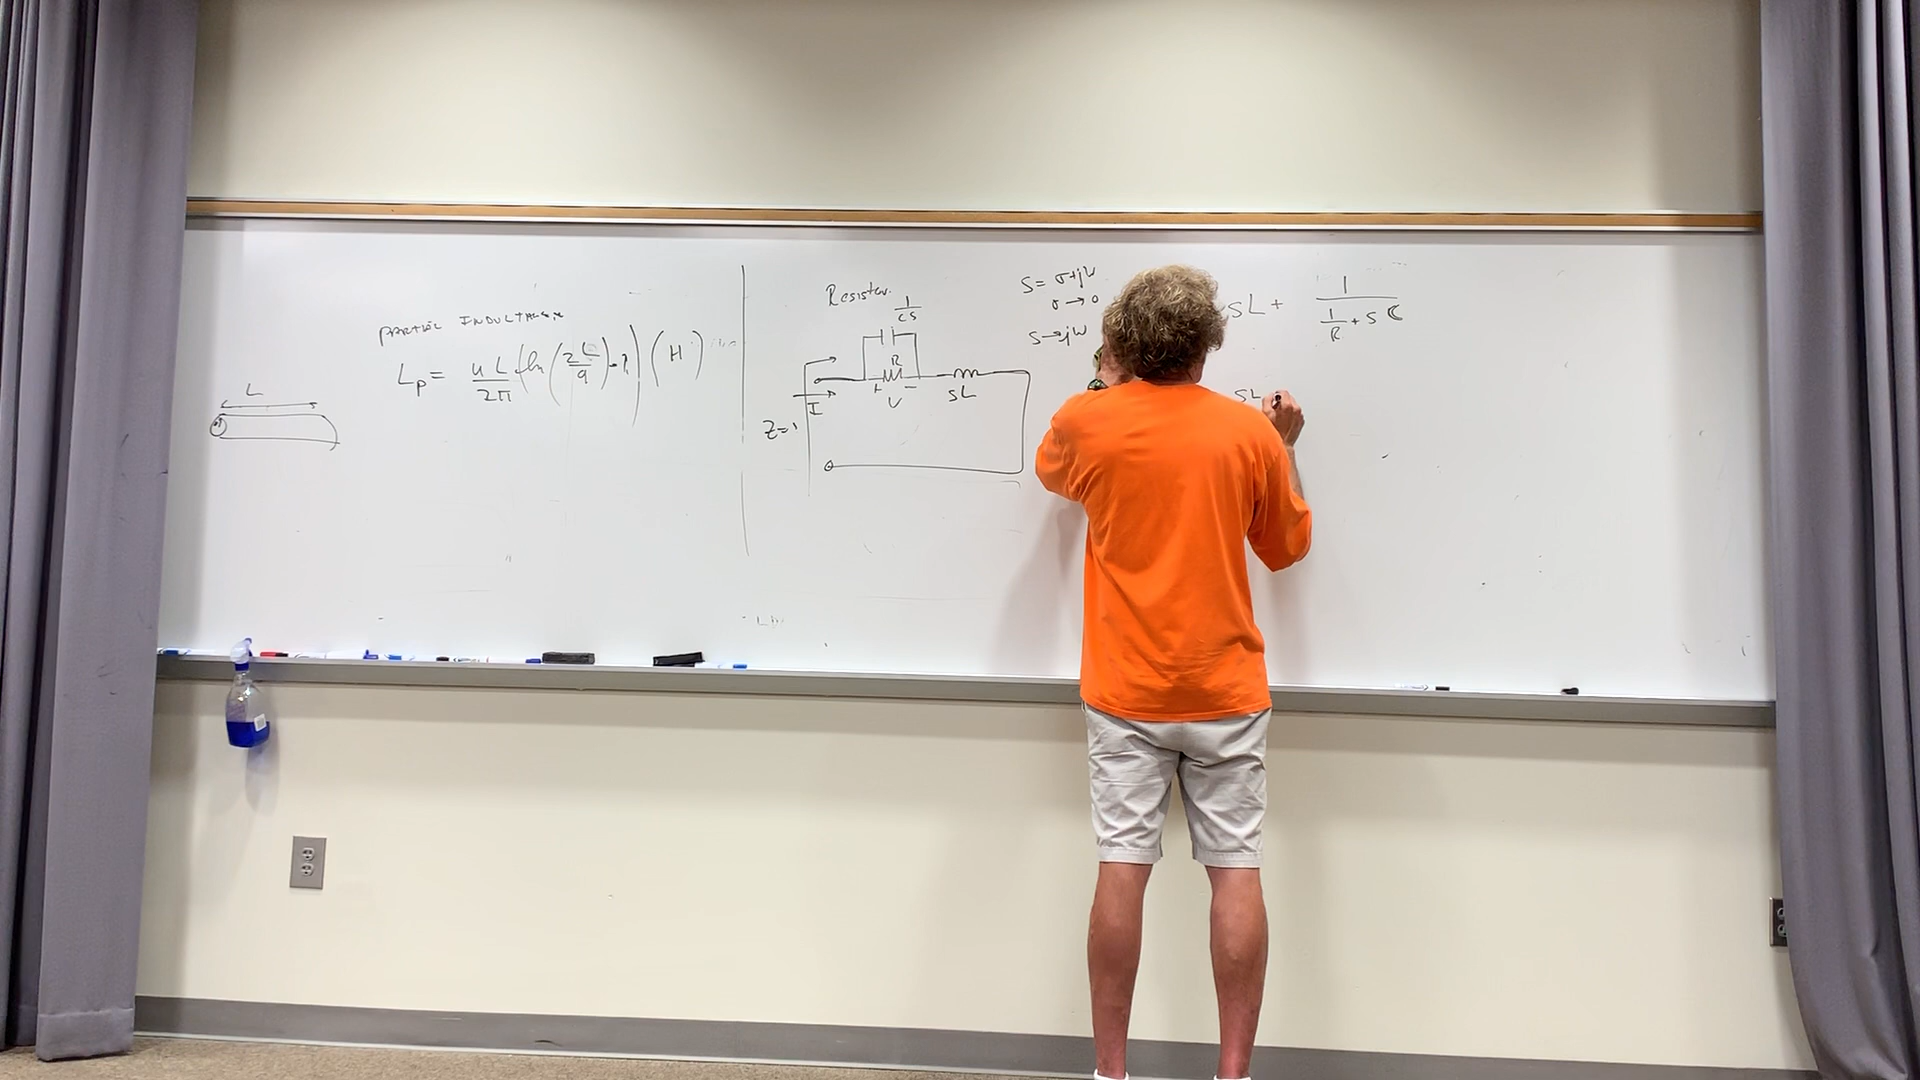 L
PARTIAL INDUCTANCE
Lp = uL/2π (ln(2L/a) - 1) (H)
Resistor
1/cs
R
+ V -
sL
I
Z=
S = σ+jω
σ → 0
S → jω
SL + 1/(1/R + SC)
SL